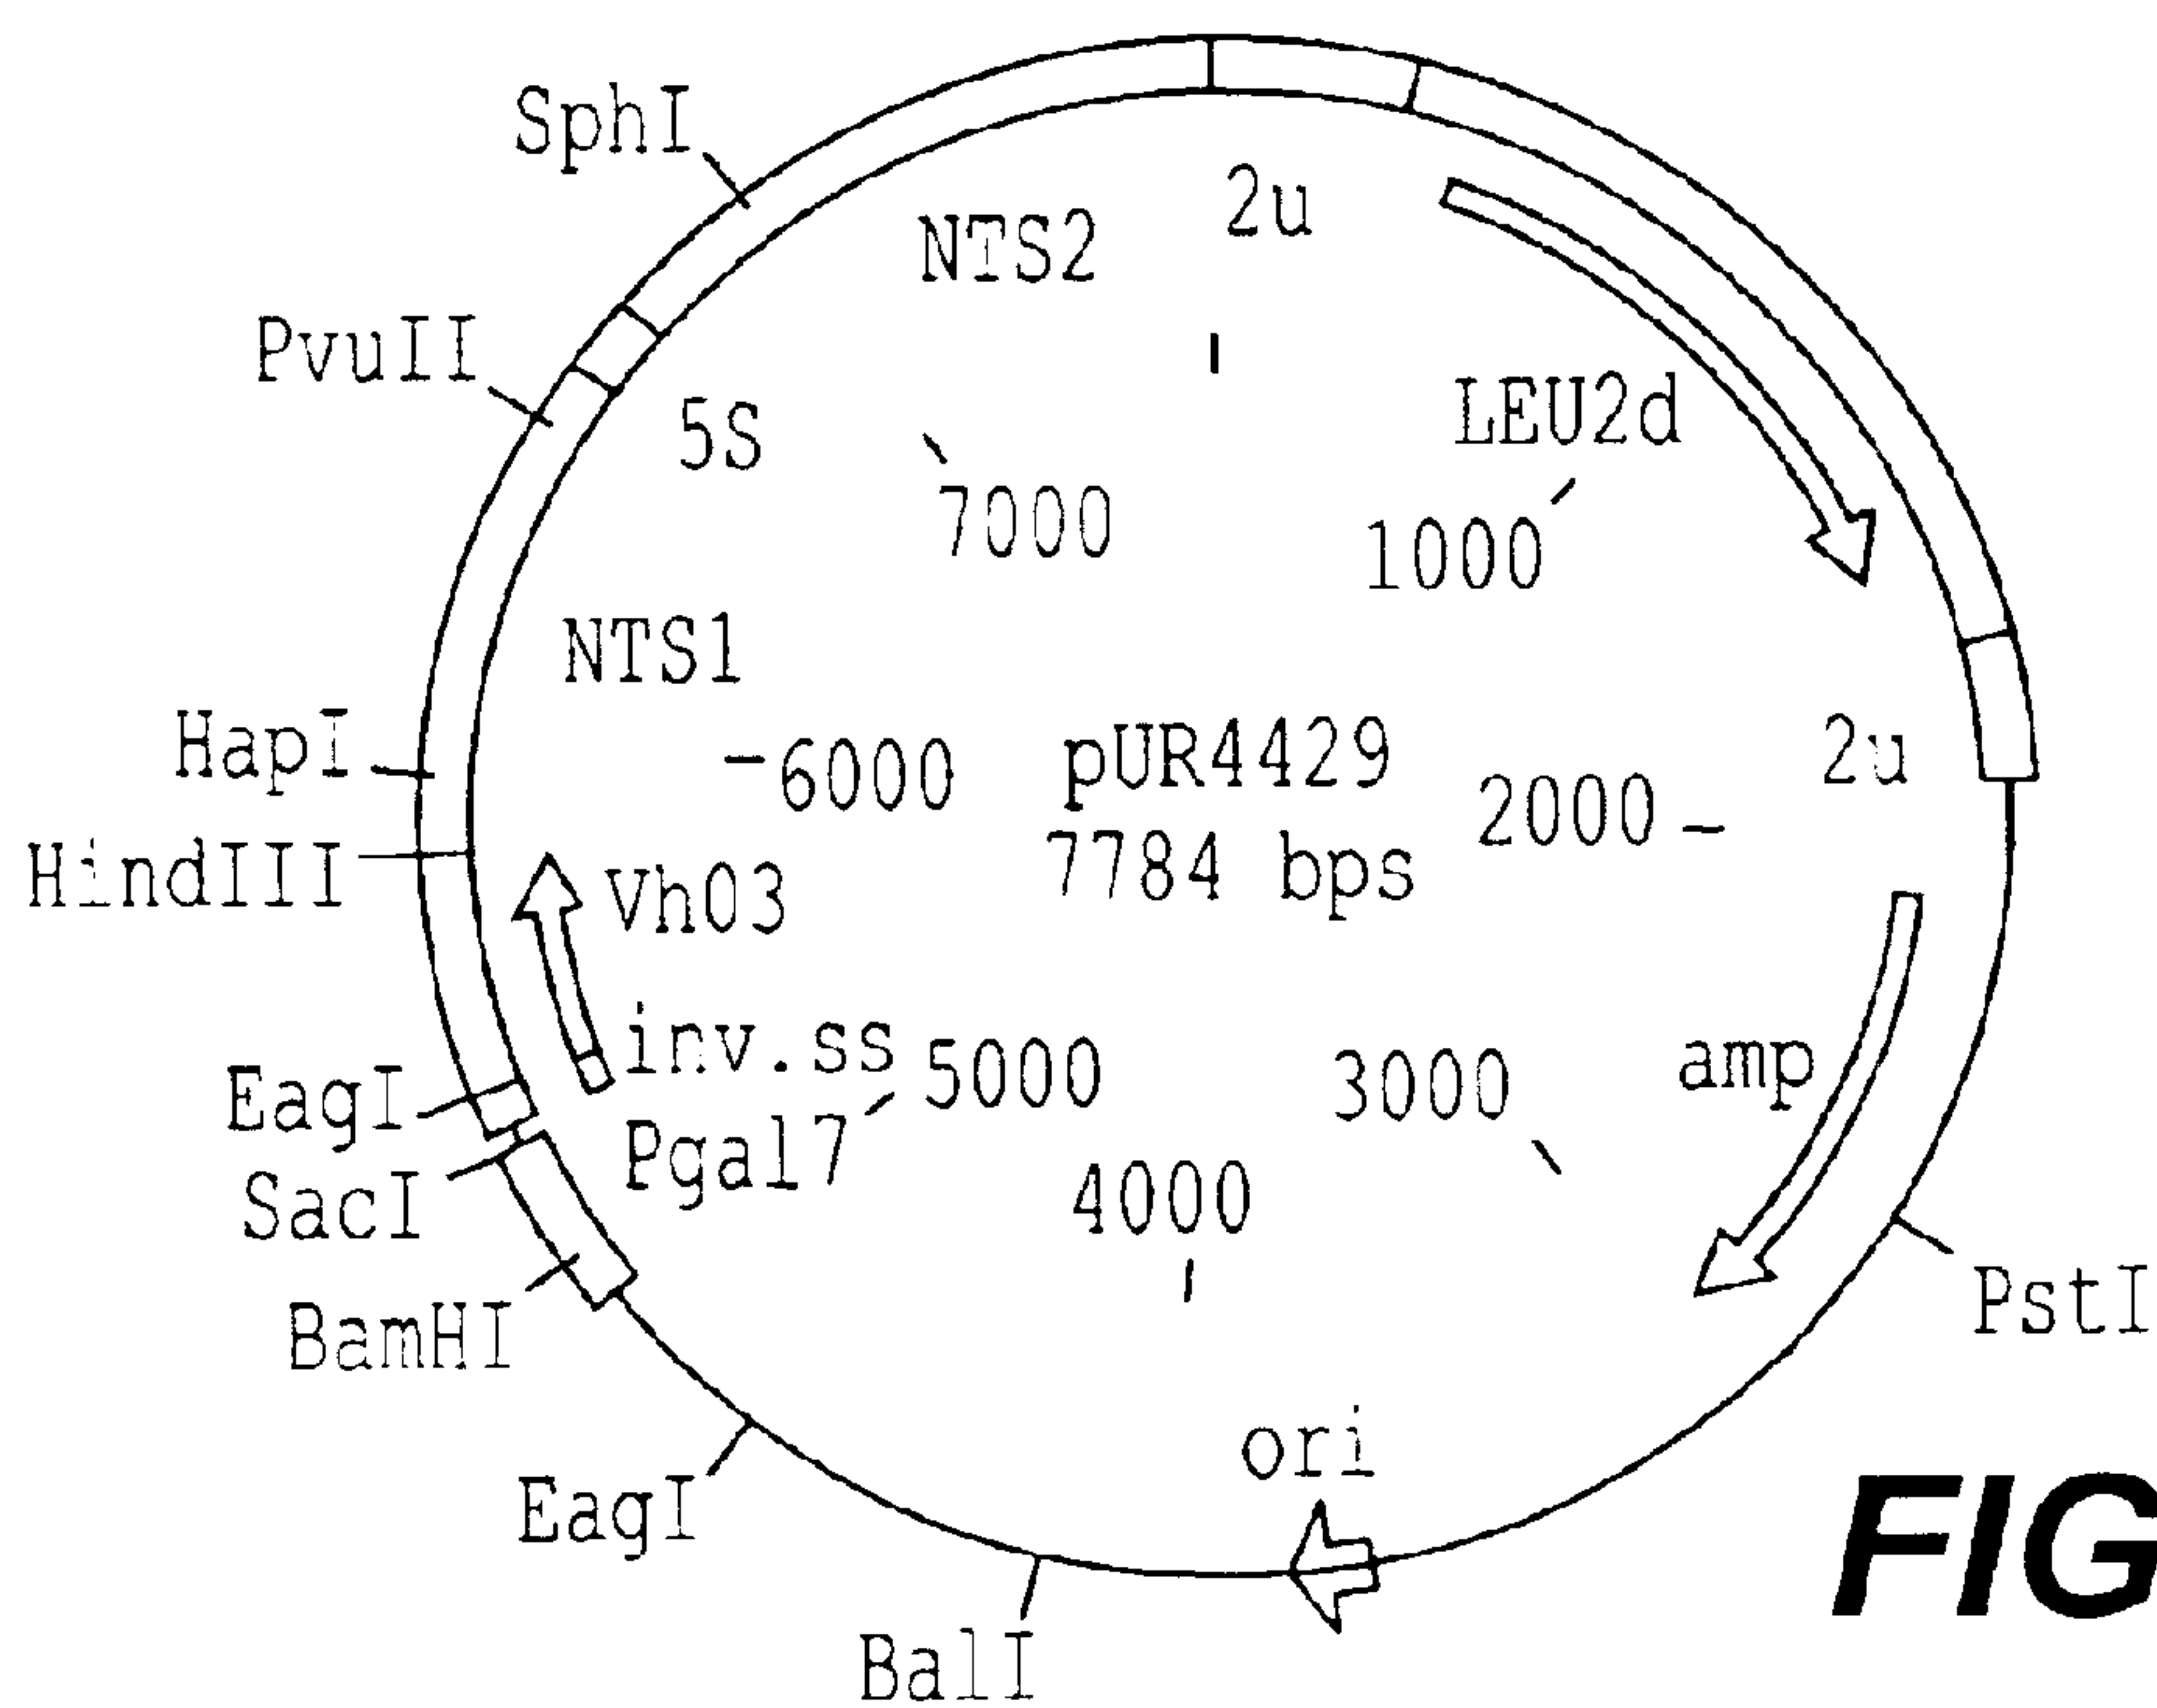 SphI
2u
NTS2
PvuII
LEU2d
5S
7000
1000
NTS1
HapI
-6000
pUR4429
2000
2u
7784 bps
HindIII
Vh03
inv.ss
5000
3000
amp
EagI
Pgal7
SacI
4000
BamHI
PstI
ori
EagI
BalI
FIG